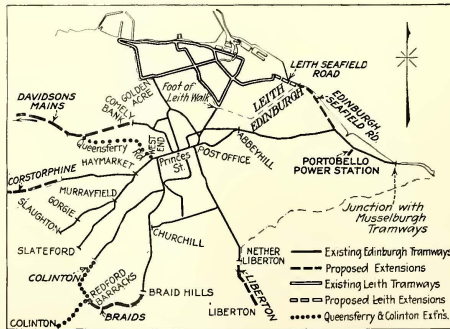 GOLDEN
ACRE
COMELY
BANK
DAVIDSONS
MAINS
Foot of
Leith Walk
LEITH SEAFIELD
ROAD
LEITH
EDINBURGH
EDINBURGH
SEAFIELD RD
Queensferry
Rd.
WEST END
Princes
St.
POST OFFICE
ABBEYHILL
PORTOBELLO
POWER STATION
HAYMARKET
CORSTORPHINE
MURRAYFIELD
GORGIE
SLAUGHTON
SLATEFORD
CHURCHILL
Junction with
Musselburgh
Tramways
COLINTON
REDFORD
BARRACKS
BRAID HILLS
BRAIDS
COLINTON
NETHER
LIBERTON
LIBERTON
LIBERTON
Existing Edinburgh Tramways
Proposed Extensions
Existing Leith Tramways
Proposed Leith Extensions
Queensferry & Colinton Ext'n's.